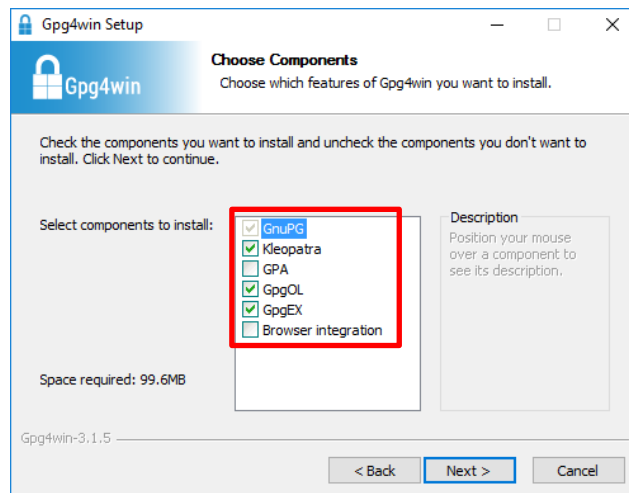 Gpg4win Setup
Gpg4win
Choose Components
Choose which features of Gpg4win you want to install.
Check the components you want to install and uncheck the components you don't want to
install. Click Next to continue.
Select components to install:
GnuPG
Kleopatra
GPA
GpgOL
GpgEX
Browser integration
Description
Position your mouse
over a component to
see its description.
Space required: 99.6MB
Gpg4win-3.1.5
< Back
Next >
Cancel